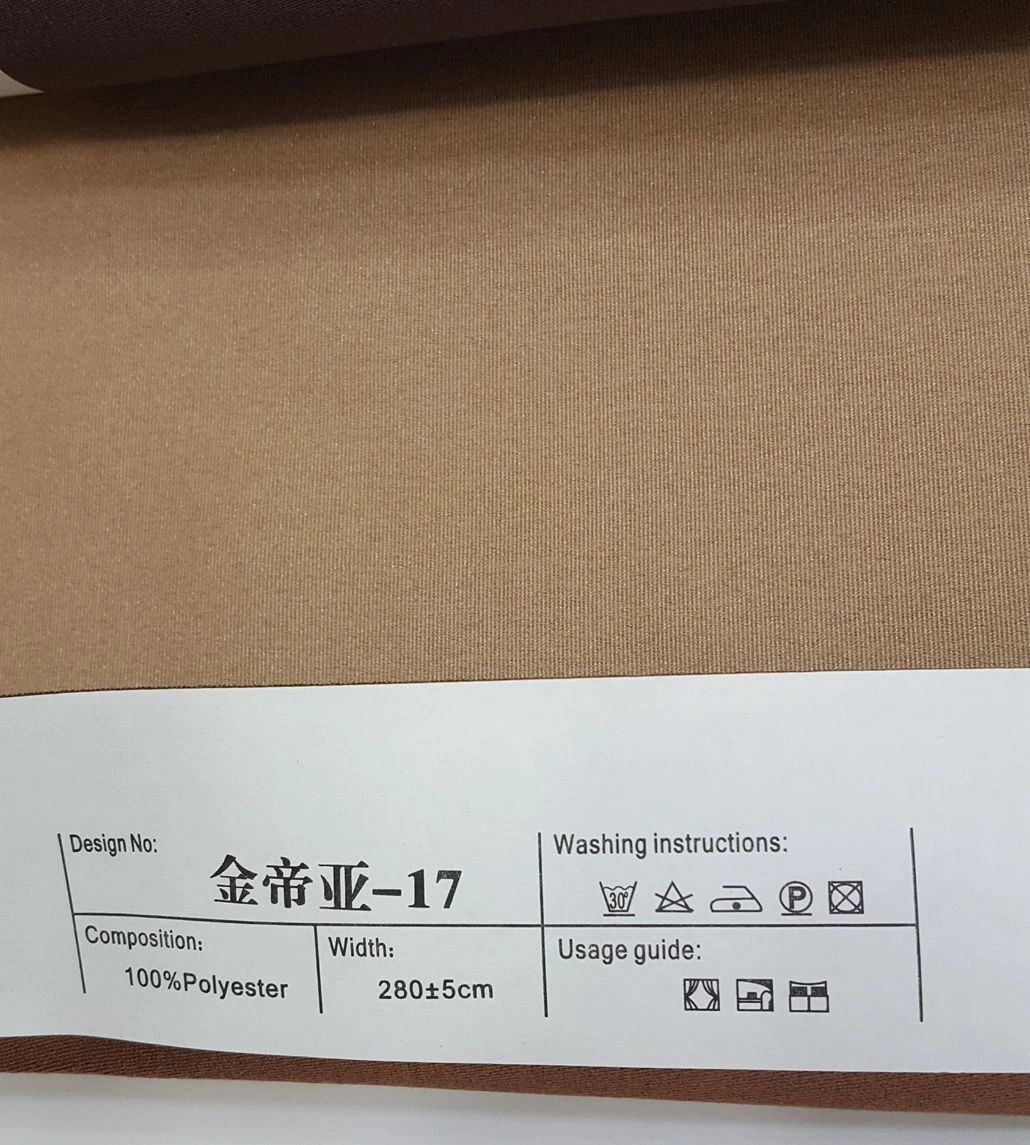 Design No:
金帝亚-17
Washing instructions:
30°
P
Composition:
100%Polyester
Width:
280±5cm
Usage guide: